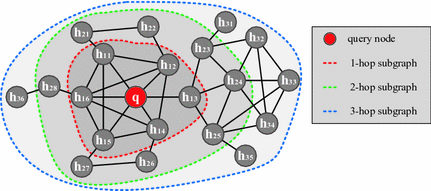 h31
h21
h22
h32
h23
h11
h12
h24
h33
h28
h36
h16
q
h13
h14
h34
h15
h25
h26
h27
h35
query node
1-hop subgraph
2-hop subgraph
3-hop subgraph